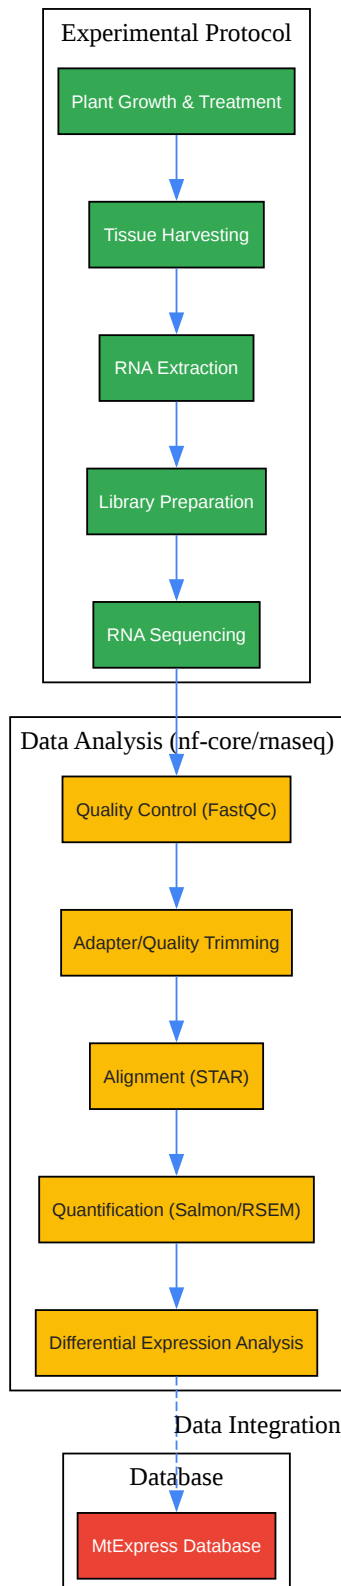 Experimental Protocol
Plant Growth & Treatment
Tissue Harvesting
RNA Extraction
Library Preparation
RNA Sequencing
Data Analysis (nf-core/rnaseq)
Quality Control (FastQC)
Adapter/Quality Trimming
Alignment (STAR)
Quantification (Salmon/RSEM)
Differential Expression Analysis
Data Integration
Database
MtExpress Database